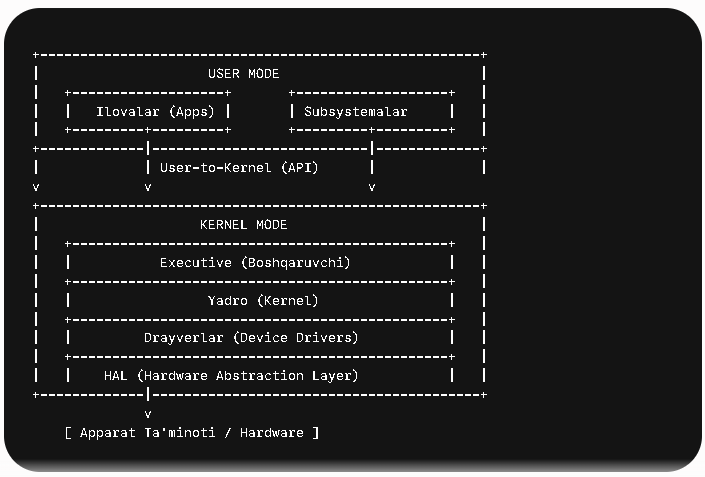 USER MODE
Ilovalar (Apps) Subsystemalar
User-to-Kernel (API)
v v v
KERNEL MODE
Executive (Boshqaruvchi)
Yadro (Kernel)
Drayverlar (Device Drivers)
HAL (Hardware Abstraction Layer)
v
[ Apparat Ta'minoti / Hardware ]